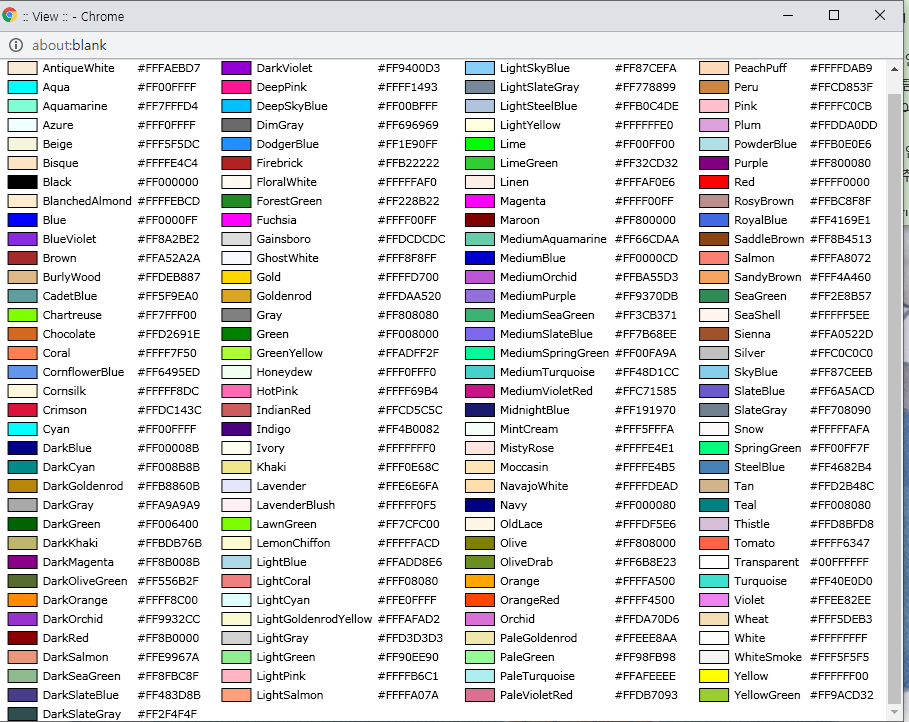 :: View :: - Chrome
about:blank
AntiqueWhite #FFFAEBD7
Aqua #FF00FFFF
Aquamarine #FF7FFFD4
Azure #FFF0FFFF
Beige #FFF5F5DC
Bisque #FFFFE4C4
Black #FF000000
BlanchedAlmond #FFFFEBCD
Blue #FF0000FF
BlueViolet #FF8A2BE2
Brown #FFA52A2A
BurlyWood #FFDEB887
CadetBlue #FF5F9EA0
Chartreuse #FF7FFF00
Chocolate #FFD2691E
Coral #FFFF7F50
CornflowerBlue #FF6495ED
Cornsilk #FFFFF8DC
Crimson #FFDC143C
Cyan #FF00FFFF
DarkBlue #FF00008B
DarkCyan #FF008B8B
DarkGoldenrod #FFB8860B
DarkGray #FFA9A9A9
DarkGreen #FF006400
DarkKhaki #FFBDB76B
DarkMagenta #FF8B008B
DarkOliveGreen #FF556B2F
DarkOrange #FFFF8C00
DarkOrchid #FF9932CC
DarkRed #FF8B0000
DarkSalmon #FFE9967A
DarkSeaGreen #FF8FBC8F
DarkSlateBlue #FF483D8B
DarkSlateGray #FF2F4F4F
DarkViolet #FF9400D3
DeepPink #FFFF1493
DeepSkyBlue #FF00BFFF
DimGray #FF696969
DodgerBlue #FF1E90FF
Firebrick #FFB22222
FloralWhite #FFFFFAF0
ForestGreen #FF228B22
Fuchsia #FFFF00FF
Gainsboro #FFDCDCDC
GhostWhite #FFF8F8FF
Gold #FFFFD700
Goldenrod #FFDAA520
Gray #FF808080
Green #FF008000
GreenYellow #FFADFF2F
Honeydew #FFF0FFF0
HotPink #FFFF69B4
IndianRed #FFCD5C5C
Indigo #FF4B0082
Ivory #FFFFFFF0
Khaki #FFF0E68C
Lavender #FFE6E6FA
LavenderBlush #FFFFF0F5
LawnGreen #FF7CFC00
LemonChiffon #FFFFFACD
LightBlue #FFADD8E6
LightCoral #FFF08080
LightCyan #FFE0FFFF
LightGoldenrodYellow #FFFAFAD2
LightGray #FFD3D3D3
LightGreen #FF90EE90
LightPink #FFFFB6C1
LightSalmon #FFFFA07A
LightSkyBlue #FF87CEFA
LightSlateGray #FF778899
LightSteelBlue #FFB0C4DE
LightYellow #FFFFFFE0
Lime #FF00FF00
LimeGreen #FF32CD32
Linen #FFFAF0E6
Magenta #FFFF00FF
Maroon #FF800000
MediumAquamarine #FF66CDAA
MediumBlue #FF0000CD
MediumOrchid #FFBA55D3
MediumPurple #FF9370DB
MediumSeaGreen #FF3CB371
MediumSlateBlue #FF7B68EE
MediumSpringGreen #FF00FA9A
MediumTurquoise #FF48D1CC
MediumVioletRed #FFC71585
MidnightBlue #FF191970
MintCream #FFF5FFFA
MistyRose #FFFFE4E1
Moccasin #FFFFE4B5
NavajoWhite #FFFFDEAD
Navy #FF000080
OldLace #FFFDF5E6
Olive #FF808000
OliveDrab #FF6B8E23
Orange #FFFFA500
OrangeRed #FFFF4500
Orchid #FFDA70D6
PaleGoldenrod #FFEEE8AA
PaleGreen #FF98FB98
PaleTurquoise #FFAFEEEE
PaleVioletRed #FFDB7093
PeachPuff #FFFFDAB9
Peru #FFCD853F
Pink #FFFFC0CB
Plum #FFDDA0DD
PowderBlue #FFB0E0E6
Purple #FF800080
Red #FFFF0000
RosyBrown #FFBC8F8F
RoyalBlue #FF4169E1
SaddleBrown #FF8B4513
Salmon #FFFA8072
SandyBrown #FFF4A460
SeaGreen #FF2E8B57
SeaShell #FFFFF5EE
Sienna #FFA0522D
Silver #FFC0C0C0
SkyBlue #FF87CEEB
SlateBlue #FF6A5ACD
SlateGray #FF708090
Snow #FFFFFAFA
SpringGreen #FF00FF7F
SteelBlue #FF4682B4
Tan #FFD2B48C
Teal #FF008080
Thistle #FFD8BFD8
Tomato #FFFF6347
Transparent #00FFFFFF
Turquoise #FF40E0D0
Violet #FFEE82EE
Wheat #FFF5DEB3
White #FFFFFFFF
WhiteSmoke #FFF5F5F5
Yellow #FFFFFF00
YellowGreen #FF9ACD32